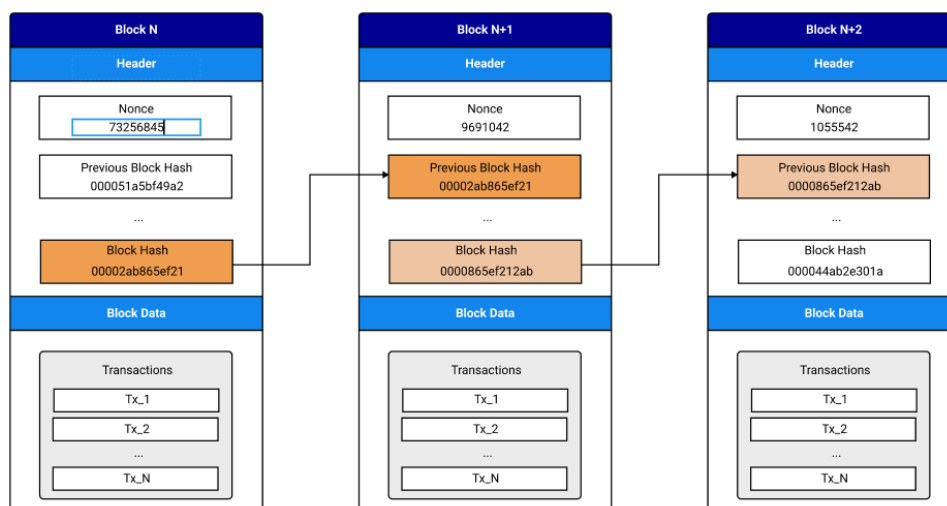 Block N
Header
Nonce
73256845
Previous Block Hash
000051a5bf49a2
...
Block Hash
00002ab865ef21
Block Data
Transactions
Tx_1
Tx_2
...
Tx_N
Block N+1
Header
Nonce
9691042
Previous Block Hash
00002ab865ef21
...
Block Hash
0000865ef212ab
Block Data
Transactions
Tx_1
Tx_2
...
Tx_N
Block N+2
Header
Nonce
1055542
Previous Block Hash
0000865ef212ab
...
Block Hash
000044ab2e301a
Block Data
Transactions
Tx_1
Tx_2
...
Tx_N